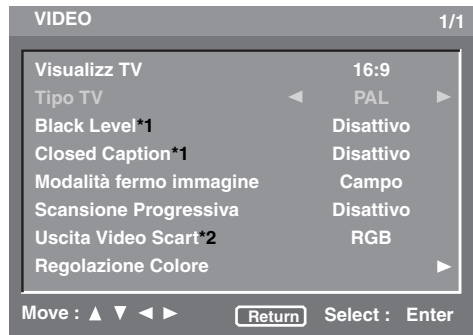 VIDEO 1/1
Visualizz TV 16:9
Tipo TV ◄ PAL ►
Black Level*1 Disattivo
Closed Caption*1 Disattivo
Modalità fermo immagine Campo
Scansione Progressiva Disattivo
Uscita Video Scart*2 RGB
Regolazione Colore ►
Move : ▲ ▼ ◄ ► Return Select : Enter